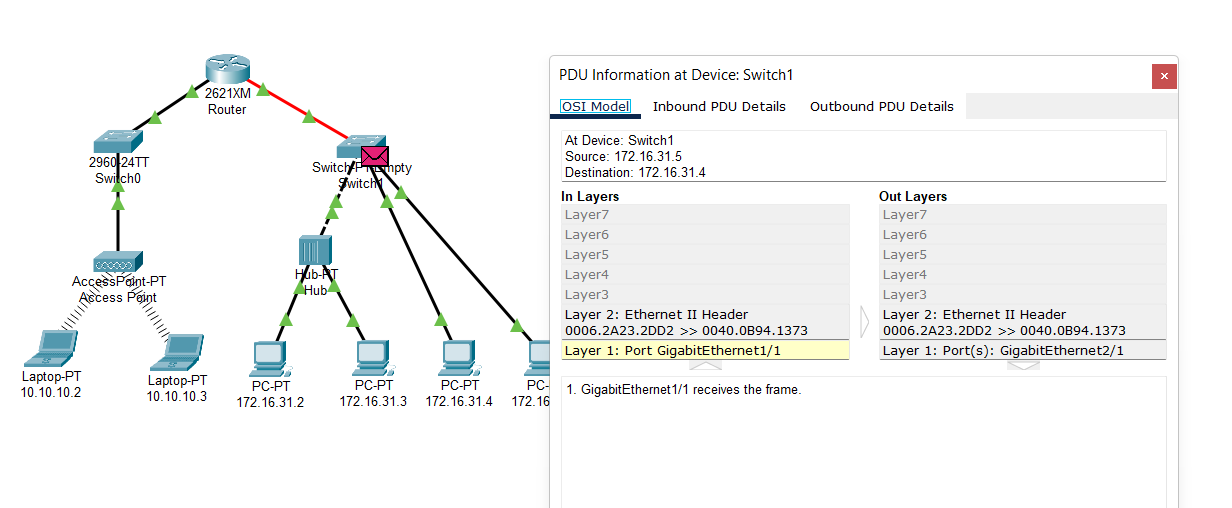 2621XM
Router
2960-24TT
Switch0
Switch-PT-Empty
Switch1
AccessPoint-PT
Access Point
Hub-PT
Hub
Laptop-PT
10.10.10.2
Laptop-PT
10.10.10.3
PC-PT
172.16.31.2
PC-PT
172.16.31.3
PC-PT
172.16.31.4
PC-
172.16
PDU Information at Device: Switch1
OSI Model Inbound PDU Details Outbound PDU Details
At Device: Switch1
Source: 172.16.31.5
Destination: 172.16.31.4
In Layers
Layer7
Layer6
Layer5
Layer4
Layer3
Layer 2: Ethernet II Header
0006.2A23.2DD2 >> 0040.0B94.1373
Layer 1: Port GigabitEthernet1/1
Out Layers
Layer7
Layer6
Layer5
Layer4
Layer3
Layer 2: Ethernet II Header
0006.2A23.2DD2 >> 0040.0B94.1373
Layer 1: Port(s): GigabitEthernet2/1
1. GigabitEthernet1/1 receives the frame.